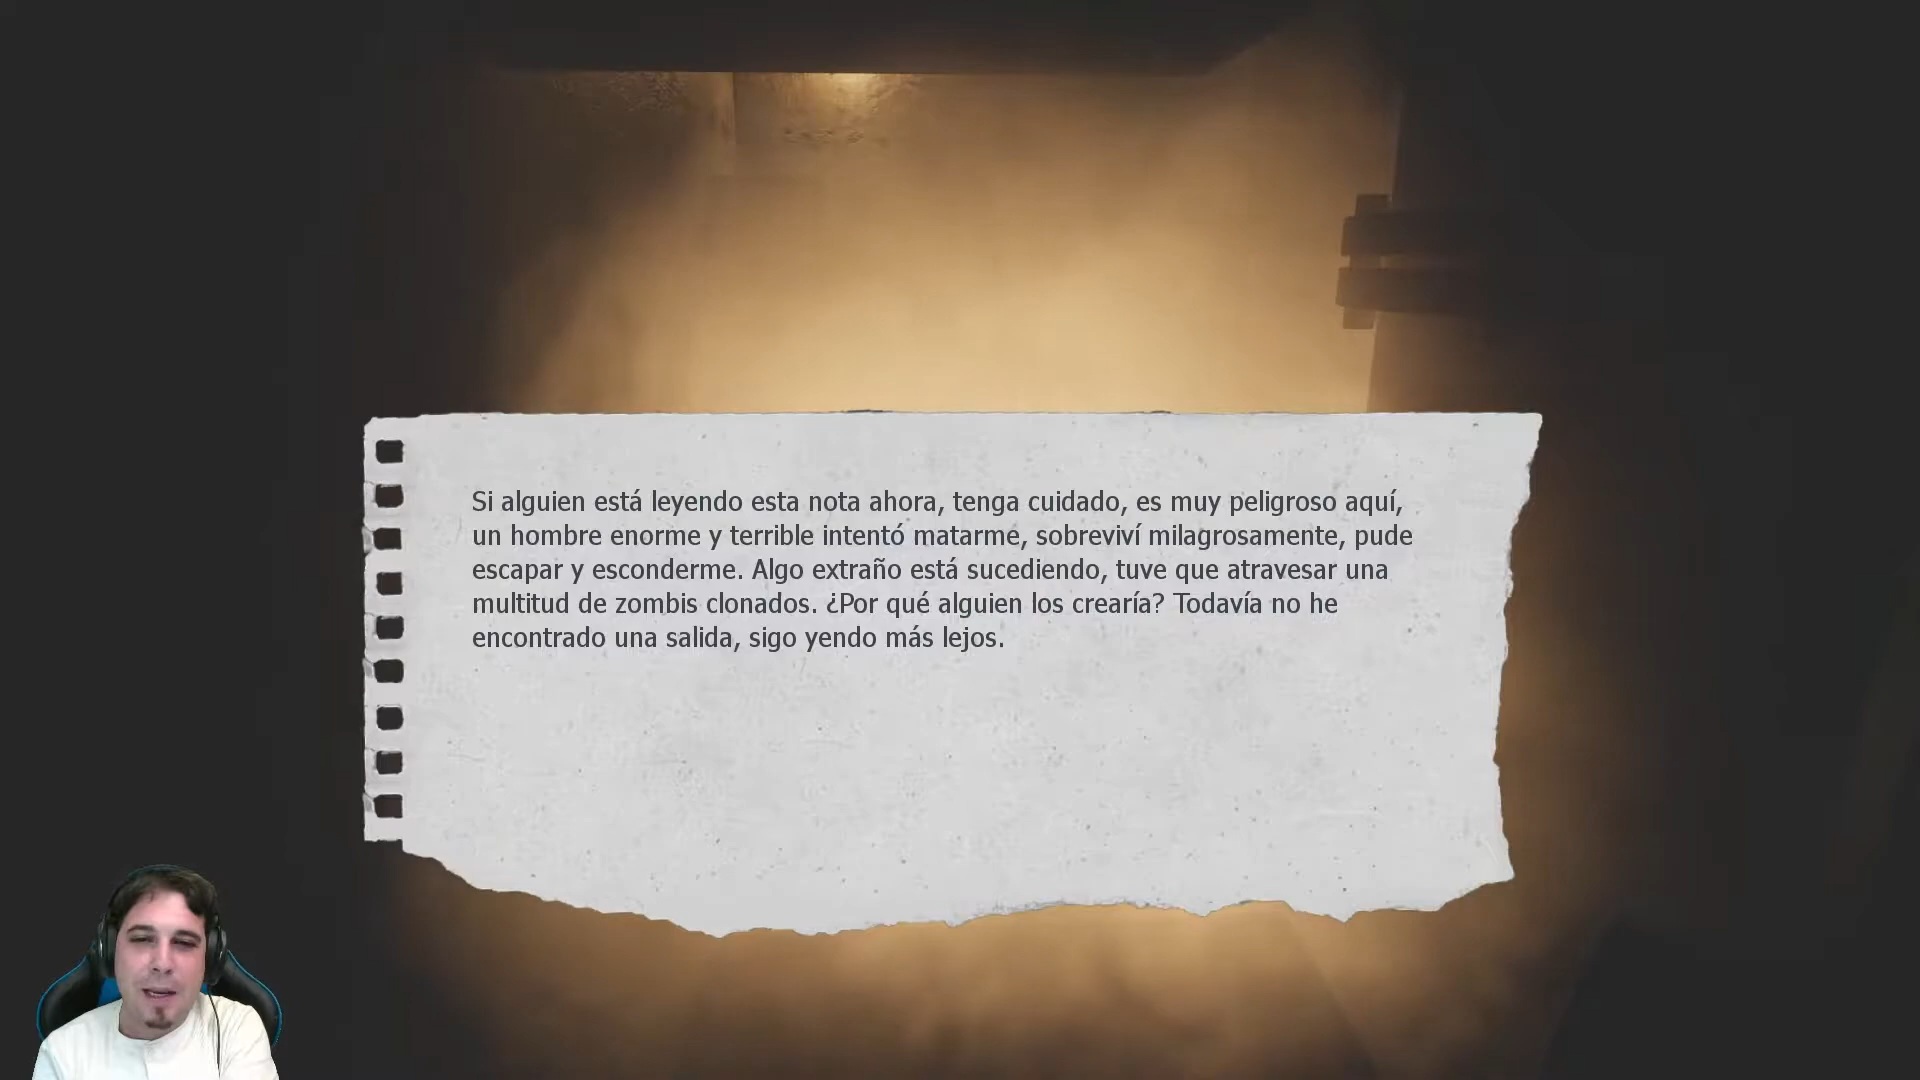 Si alguien está leyendo esta nota ahora, tenga cuidado, es muy peligroso aquí,
un hombre enorme y terrible intentó matarme, sobreviví milagrosamente, pude
escapar y esconderme. Algo extraño está sucediendo, tuve que atravesar una
multitud de zombis clonados. ¿Por qué alguien los crearía? Todavía no he
encontrado una salida, sigo yendo más lejos.